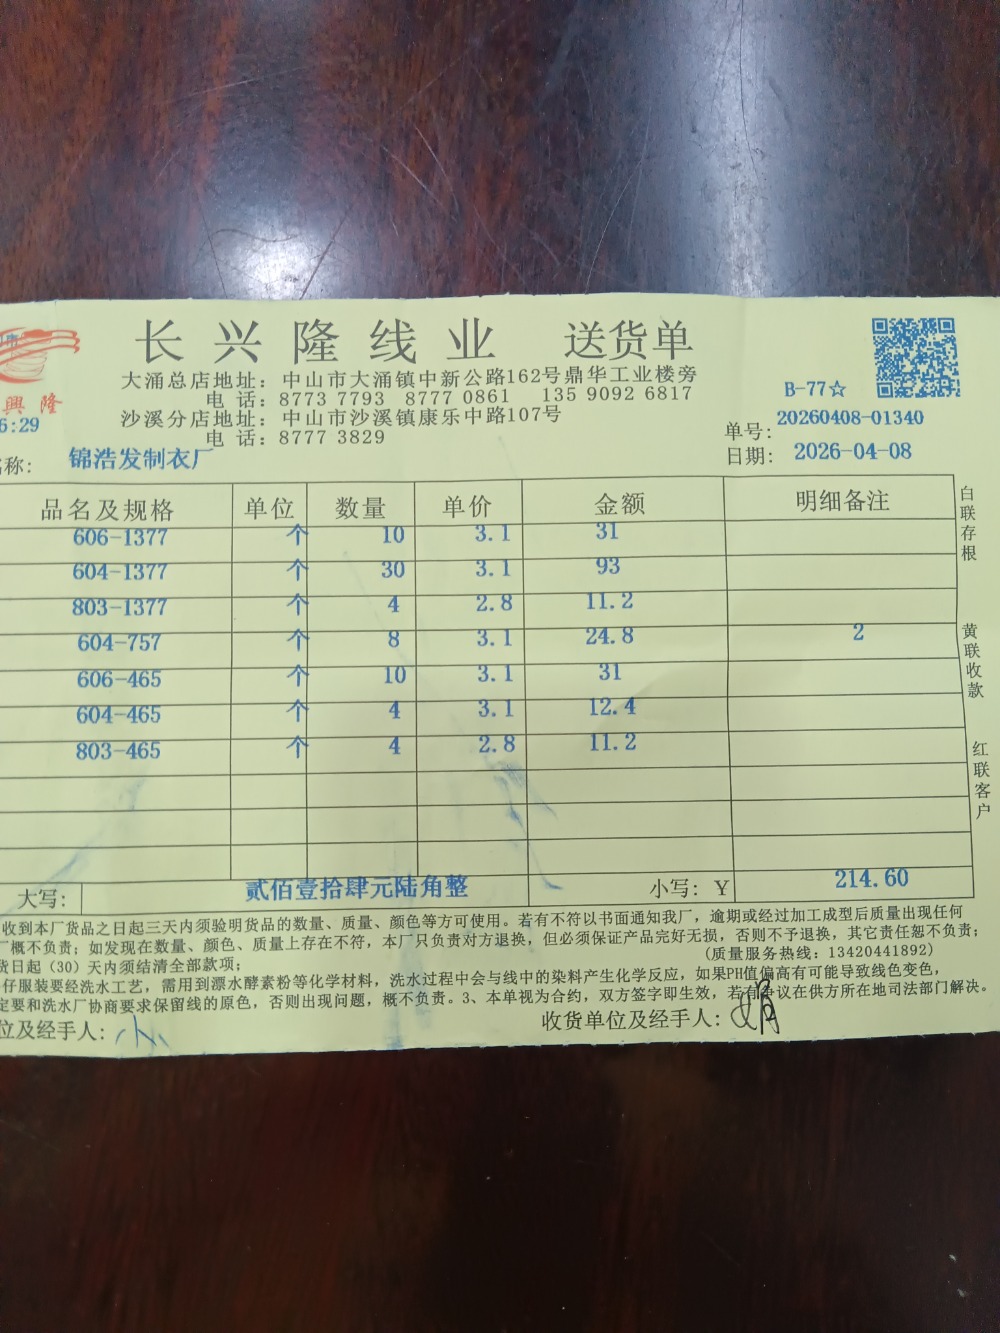 长兴隆线业 送货单
興隆
大涌总店地址：中山市大涌镇中新公路162号鼎华工业楼旁
电 话：8773 7793 8770 0861 135 9092 6817
沙溪分店地址：中山市沙溪镇康乐中路107号
电 话：8777 3829
B-77☆
6:29
单号：20260408-01340
称：锦浩发制衣厂
日期：2026-04-08
品名及规格 单位 数量 单价 金额 明细备注
606-1377 个 10 3.1 31
604-1377 个 30 3.1 93
803-1377 个 4 2.8 11.2
604-757 个 8 3.1 24.8 2
606-465 个 10 3.1 31
604-465 个 4 3.1 12.4
803-465 个 4 2.8 11.2
大写：贰佰壹拾肆元陆角整 小写：￥ 214.60
白联存根
黄联收款
红联客户
收到本厂货品之日起三天内须验明货品的数量、质量、颜色等方可使用。若有不符以书面通知我厂，逾期或经过加工成型后质量出现任何
厂概不负责；如发现在数量、颜色、质量上存在不符，本厂只负责对方退换，但必须保证产品完好无损，否则不予退换，其它责任恕不负责；
货日起（30）天内须结清全部款项； (质量服务热线：13420441892)
仔服装要经洗水工艺，需用到漂水酵素粉等化学材料，洗水过程中会与线中的染料产生化学反应，如果PH值偏高有可能导致线色变色，
定要和洗水厂协商要求保留线的原色，否则出现问题，概不负责。3、本单视为合约，双方签字即生效，若有争议在供方所在地司法部门解决。
位及经手人： 收货单位及经手人：